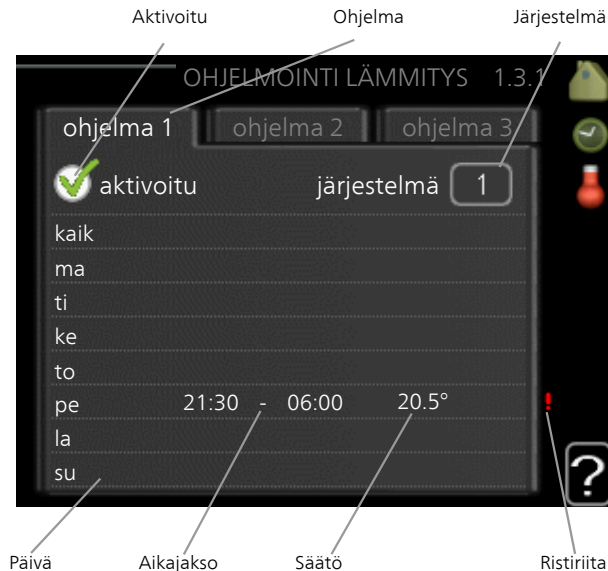 Aktivoitu Ohjelma Järjestelmä
OHJELMOINTI LÄMMITYS 1.3.1
ohjelma 1 ohjelma 2 ohjelma 3
aktivoitu järjestelmä 1
kaik
ma
ti
ke
to
pe 21:30 - 06:00 20.5° !
la
su
?
Päivä Aikajakso Säätö Ristiriita